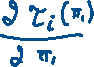 ∂ τ_i (π_i)
∂ π_i